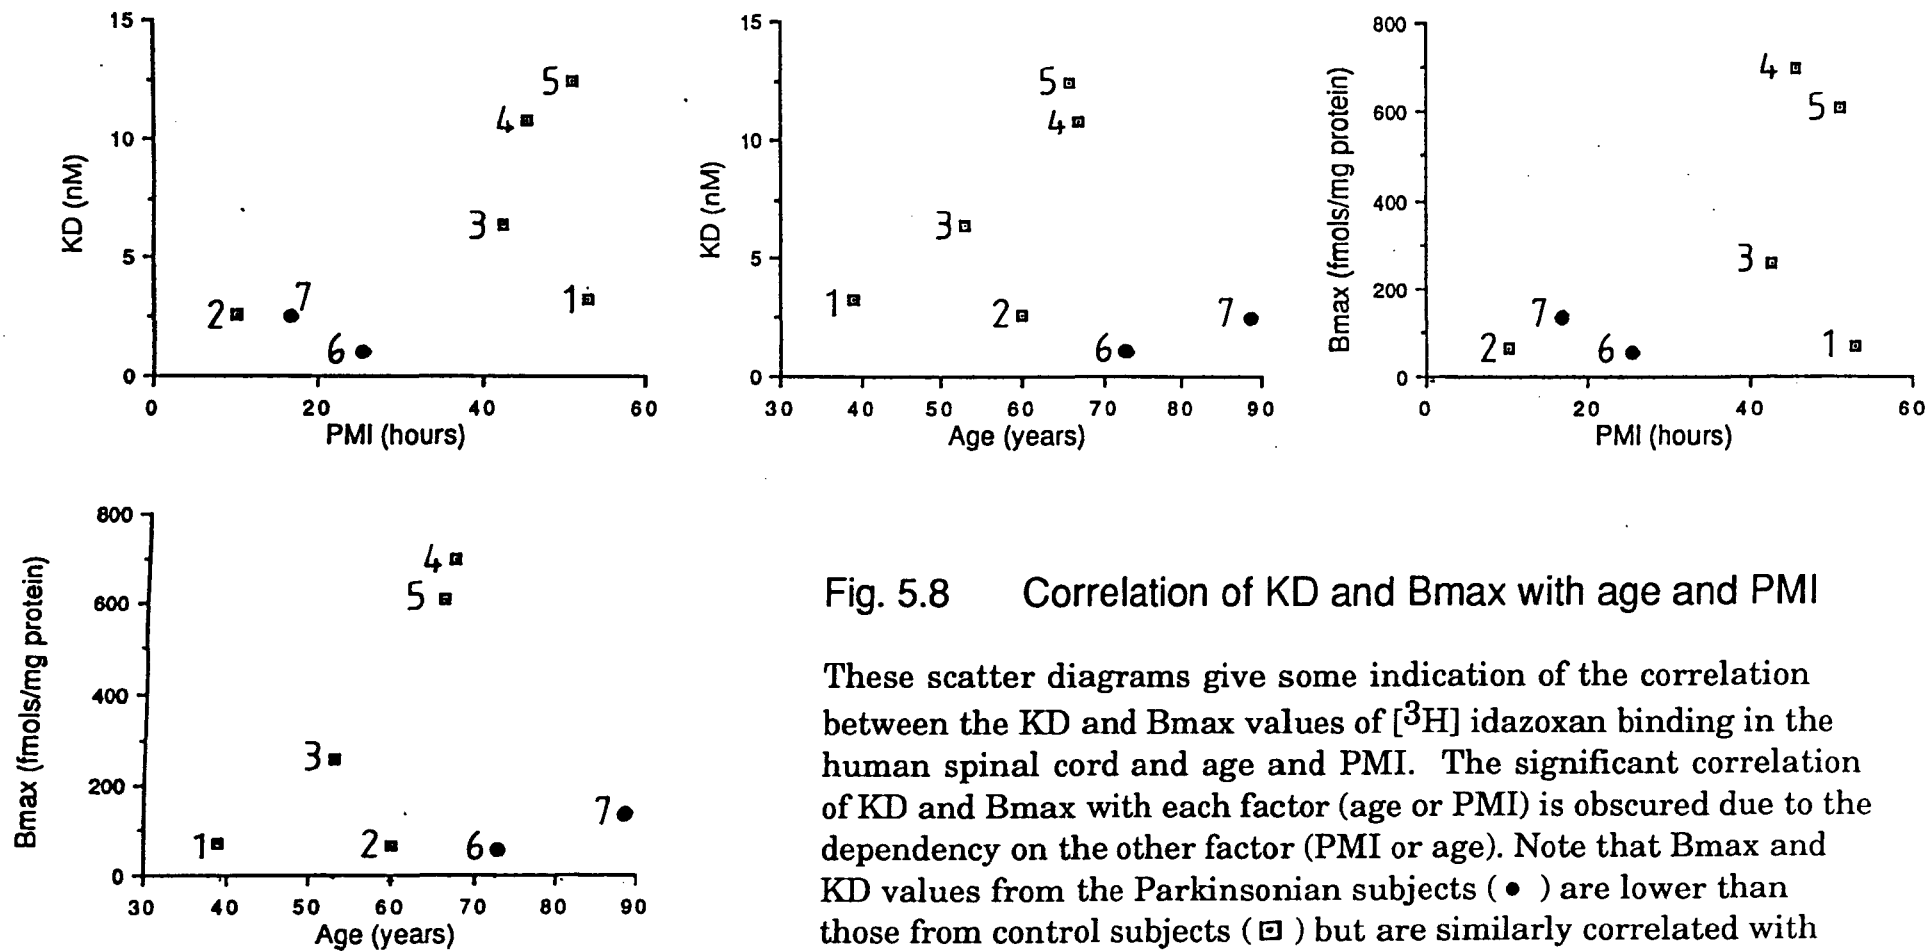 15
10
5
0
KD (nM)
5
4
3
2
7
6
1
0 20 40 60
PMI (hours)
15
10
5
0
KD (nM)
5
4
3
1
2
6
7
30 40 50 60 70 80 90
Age (years)
800
600
400
200
0
Bmax (fmols/mg protein)
4
5
3
7
2
6
1
0 20 40 60
PMI (hours)
800
600
400
200
0
Bmax (fmols/mg protein)
4
5
3
7
1
2
6
30 40 50 60 70 80 90
Age (years)
Fig. 5.8 Correlation of KD and Bmax with age and PMI
These scatter diagrams give some indication of the correlation
between the KD and Bmax values of [³H] idazoxan binding in the
human spinal cord and age and PMI. The significant correlation
of KD and Bmax with each factor (age or PMI) is obscured due to the
dependency on the other factor (PMI or age). Note that Bmax and
KD values from the Parkinsonian subjects ( ● ) are lower than
those from control subjects ( ⊡ ) but are similarly correlated with